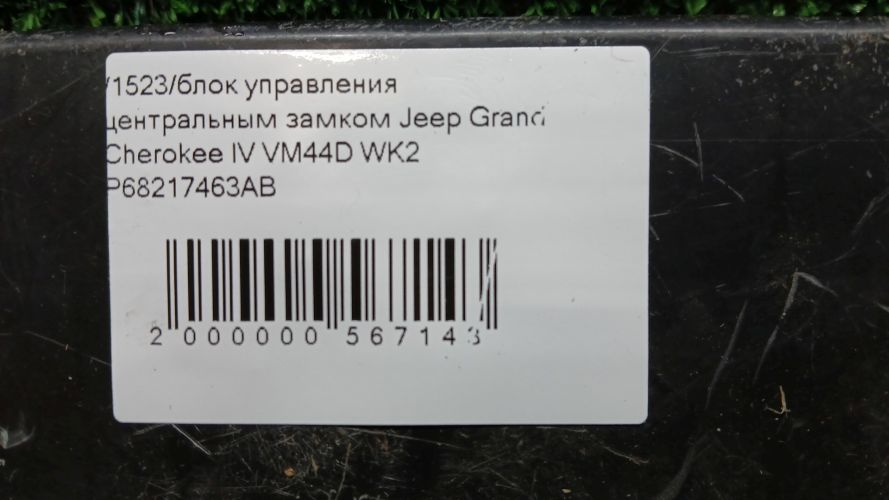 /1523/блок управления
центральным замком Jeep Grand
Cherokee IV VM44D WK2
P68217463AB
2 000000 567143